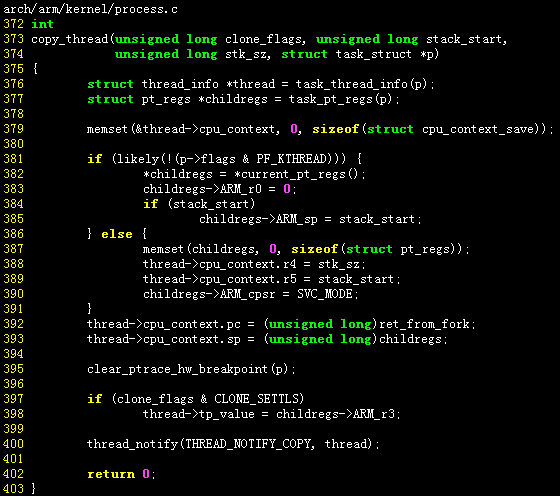 arch/arm/kernel/process.c
372 int
373 copy_thread(unsigned long clone_flags, unsigned long stack_start,
374             unsigned long stk_sz, struct task_struct *p)
375 {
376         struct thread_info *thread = task_thread_info(p);
377         struct pt_regs *childregs = task_pt_regs(p);
378
379         memset(&thread->cpu_context, 0, sizeof(struct cpu_context_save));
380
381         if (likely(!(p->flags & PF_KTHREAD))) {
382                 *childregs = *current_pt_regs();
383                 childregs->ARM_r0 = 0;
384                 if (stack_start)
385                         childregs->ARM_sp = stack_start;
386         } else {
387                 memset(childregs, 0, sizeof(struct pt_regs));
388                 thread->cpu_context.r4 = stk_sz;
389                 thread->cpu_context.r5 = stack_start;
390                 childregs->ARM_cpsr = SVC_MODE;
391         }
392         thread->cpu_context.pc = (unsigned long)ret_from_fork;
393         thread->cpu_context.sp = (unsigned long)childregs;
394
395         clear_ptrace_hw_breakpoint(p);
396
397         if (clone_flags & CLONE_SETTLS)
398                 thread->tp_value = childregs->ARM_r3;
399
400         thread_notify(THREAD_NOTIFY_COPY, thread);
401
402         return 0;
403 }